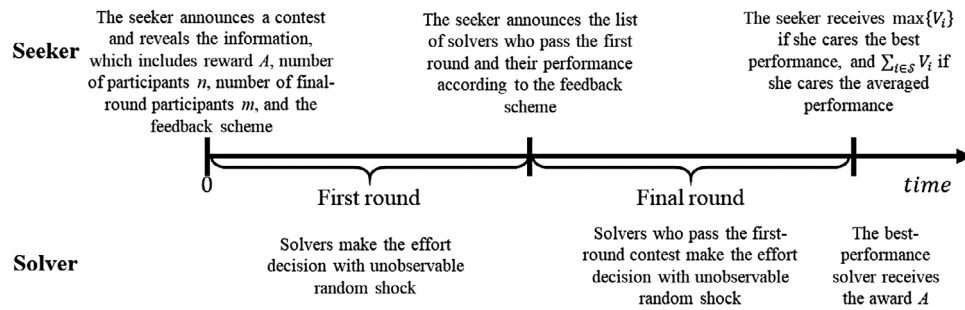 The seeker announces a contest
and reveals the information,
which includes reward A, number
of participants n, number of final-
round participants m, and the
feedback scheme
The seeker announces the list
of solvers who pass the first
round and their performance
according to the feedback
scheme
The seeker receives max{Vᵢ}
if she cares the best
performance, and ∑ᵢ∈𝒮 Vᵢ if
she cares the averaged
performance
Seeker
0
time
First round
Final round
Solver
Solvers make the effort
decision with unobservable
random shock
Solvers who pass the first-
round contest make the effort
decision with unobservable
random shock
The best-
performance
solver receives
the award A